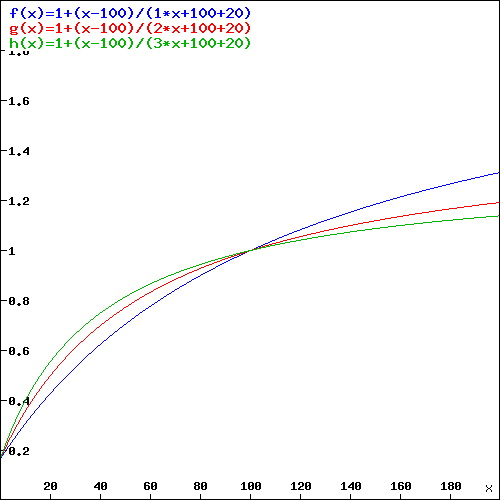 f(x)=1+(x-100)/(1*x+100+20)
g(x)=1+(x-100)/(2*x+100+20)
h(x)=1+(x-100)/(3*x+100+20)
1.8
1.6
1.4
1.2
1
0.8
0.6
0.4
0.2
20 40 60 80 100 120 140 160 180 x